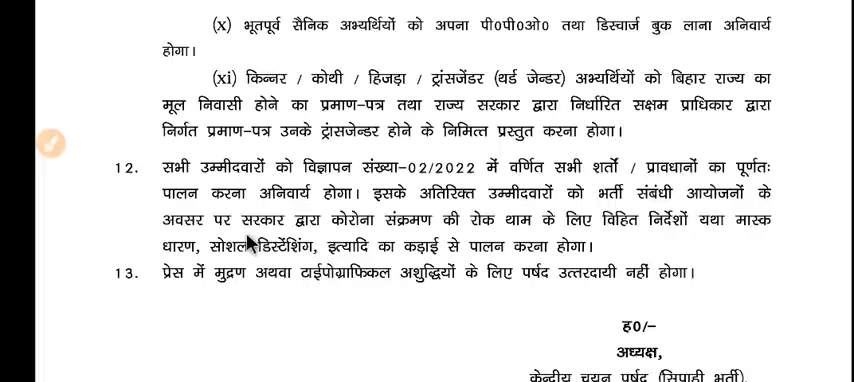 (x) भूतपूर्व सैनिक अभ्यर्थियों को अपना पी0पी0ओ0 तथा डिस्चार्ज बुक लाना अनिवार्य
होगा।
(xi) किन्नर / कोथी / हिजड़ा / ट्रांसजेंडर (थर्ड जेन्डर) अभ्यर्थियों को बिहार राज्य का
मूल निवासी होने का प्रमाण-पत्र तथा राज्य सरकार द्वारा निर्धारित सक्षम प्राधिकार द्वारा
निर्गत प्रमाण-पत्र उनके ट्रांसजेन्डर होने के निमित्त प्रस्तुत करना होगा।
12. सभी उम्मीदवारों को विज्ञापन संख्या-02/2022 में वर्णित सभी शर्तों / प्रावधानों का पूर्णतः
पालन करना अनिवार्य होगा। इसके अतिरिक्त उम्मीदवारों को भर्ती संबंधी आयोजनों के
अवसर पर सरकार द्वारा कोरोना संक्रमण की रोक थाम के लिए विहित निर्देशों यथा मास्क
धारण, सोशल डिस्टेंशिंग, इत्यादि का कड़ाई से पालन करना होगा।
13. प्रेस में मुद्रण अथवा टाईपोग्राफिकल अशुद्धियों के लिए पर्षद उत्तरदायी नहीं होगा।
ह0/-
अध्यक्ष,
केन्द्रीय चयन पर्षद (सिपाही भर्ती),